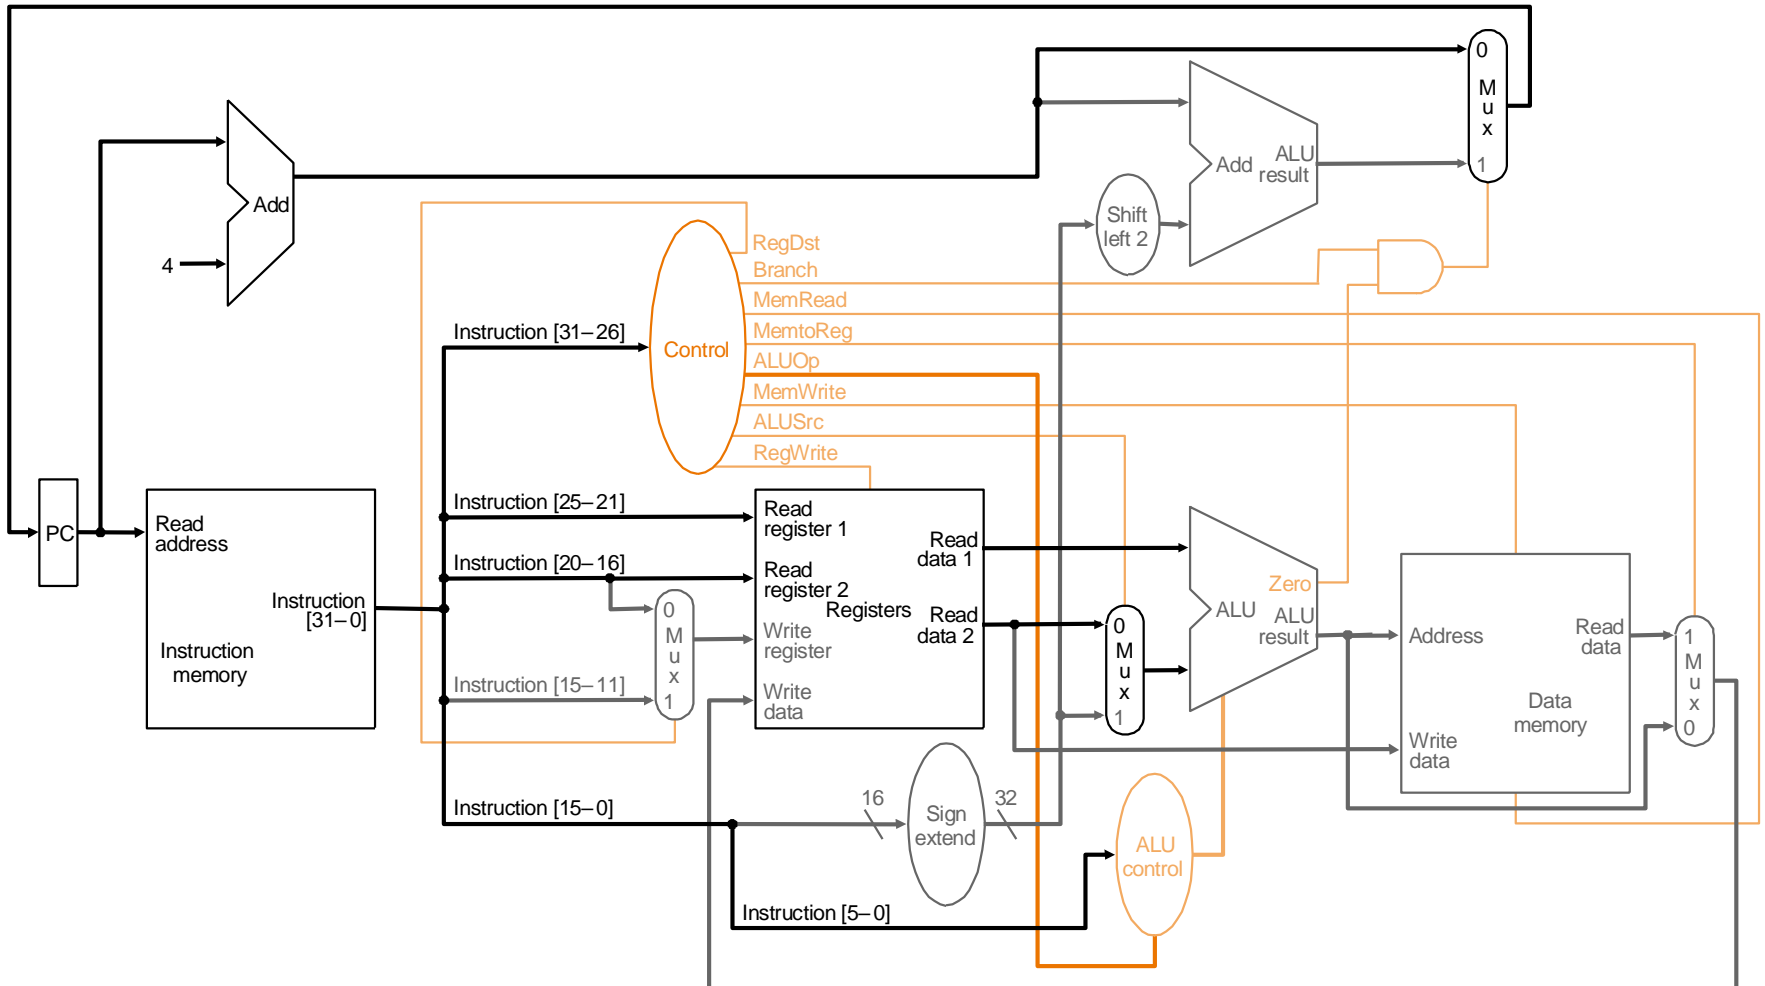 0
M
u
x
1
Add
ALU
result
Add
4
Shift
left 2
RegDst
Branch
MemRead
MemtoReg
ALUOp
MemWrite
ALUSrc
RegWrite
Control
Instruction [31–26]
Instruction [25–21]
Instruction [20–16]
Instruction [15–11]
Instruction [15–0]
Instruction [5–0]
PC
Read
address
Instruction
[31–0]
Instruction
memory
0
M
u
x
1
Read
register 1
Read
register 2
Write
register
Write
data
Registers
Read
data 1
Read
data 2
0
M
u
x
1
Zero
ALU
ALU
result
Address
Write
data
Read
data
Data
memory
1
M
u
x
0
16
Sign
extend
32
ALU
control